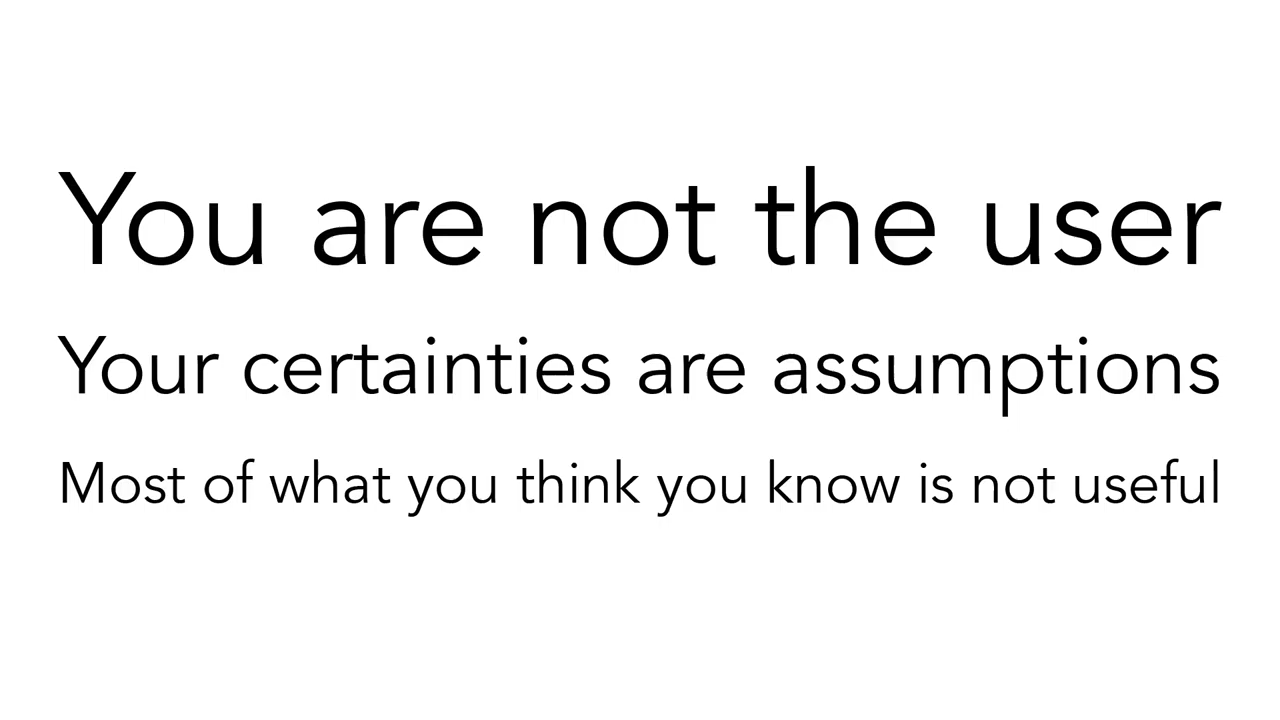 You are not the user
Your certainties are assumptions
Most of what you think you know is not useful